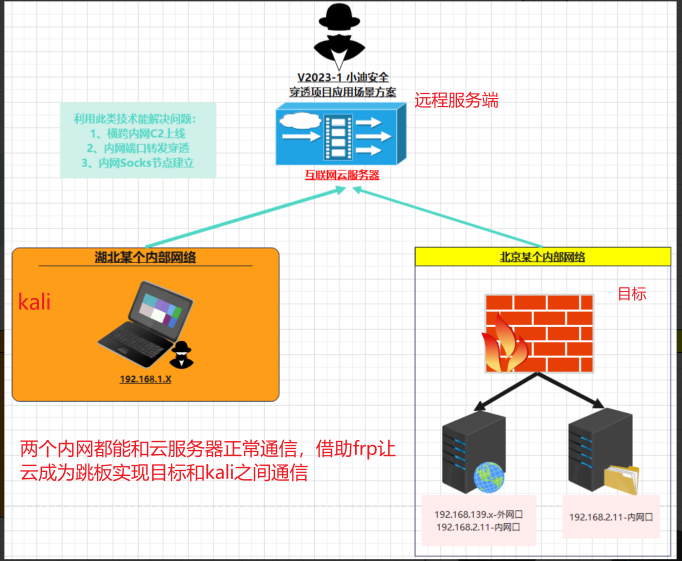 V2023-1 小迪安全
穿透项目应用场景方案
远程服务端
利用此类技术能解决问题：
1、横跨内网C2上线
2、内网端口转发穿透
3、内网Socks节点建立
互联网云服务器
湖北某个内部网络
kali
192.168.1.X
北京某个内部网络
目标
两个内网都能和云服务器正常通信，借助frp让
云成为跳板实现目标和kali之间通信
192.168.139.x-外网口
192.168.2.11-内网口
192.168.2.11-内网口